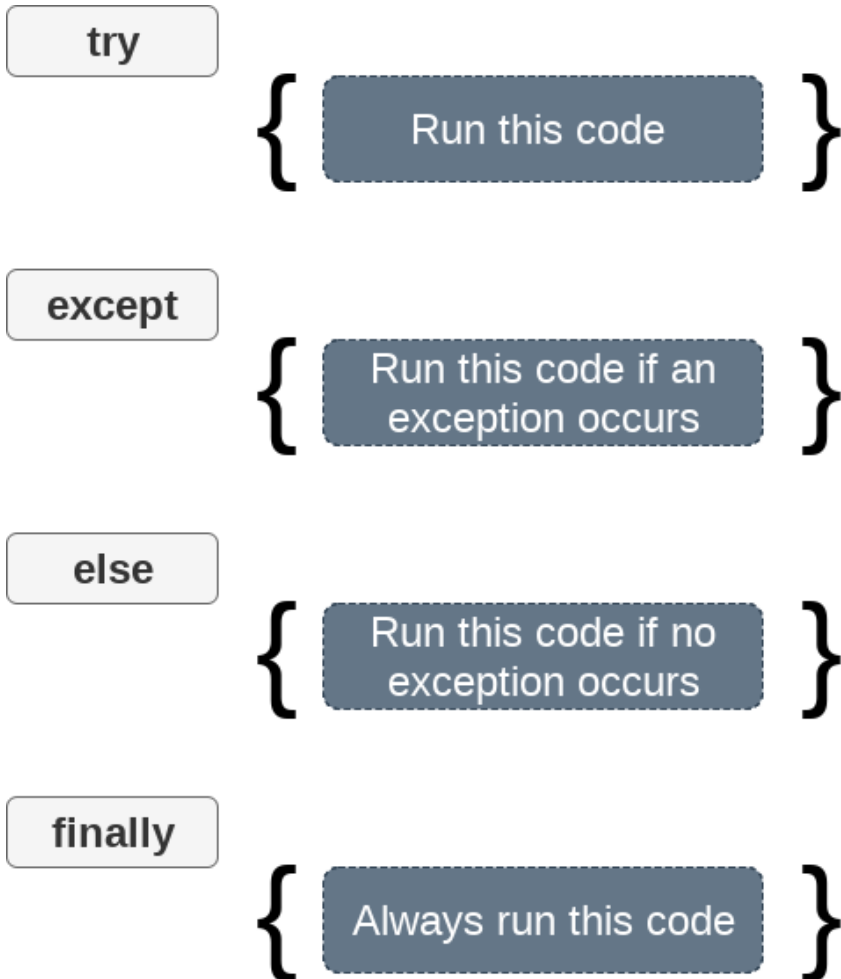 try
{ Run this code }
except
{ Run this code if an
exception occurs }
else
{ Run this code if no
exception occurs }
finally
{ Always run this code }